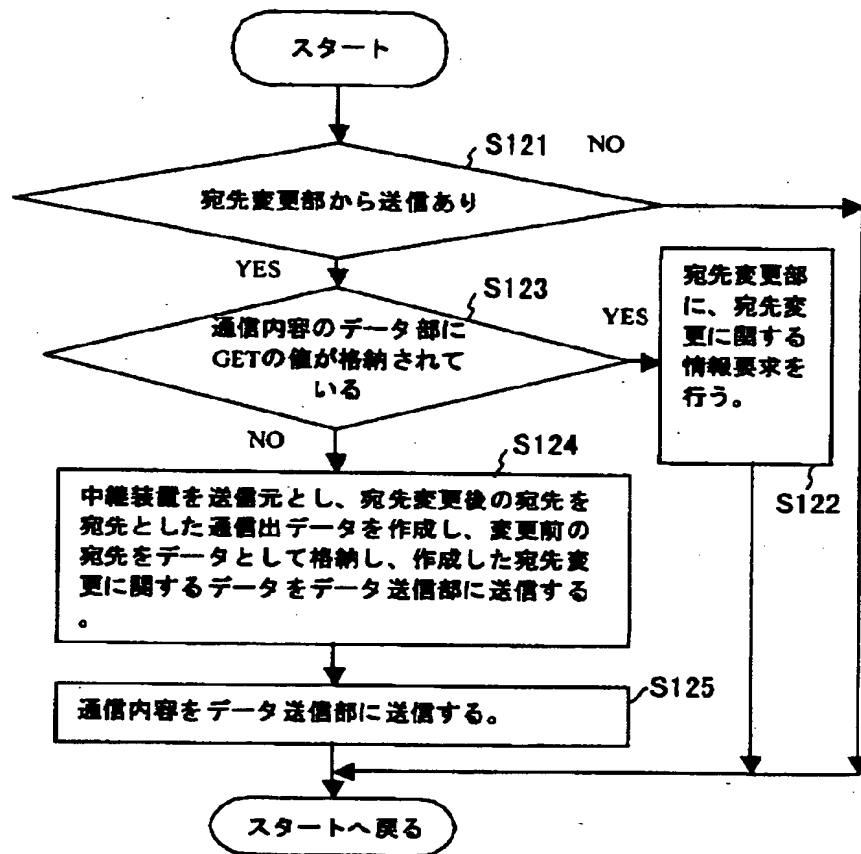 スタート
S121
NO
宛先変更部から送信あり
YES
S123
通信内容のデータ部に
GETの値が格納されて
いる
YES
宛先変更部
に、宛先変
更に関する
情報要求を
行う。
S122
NO
S124
中継装置を送信元とし、宛先変更後の宛先を
宛先とした通信出データを作成し、変更前の
宛先をデータとして格納し、作成した宛先変
更に関するデータをデータ送信部に送信する
。
S125
通信内容をデータ送信部に送信する。
スタートへ戻る